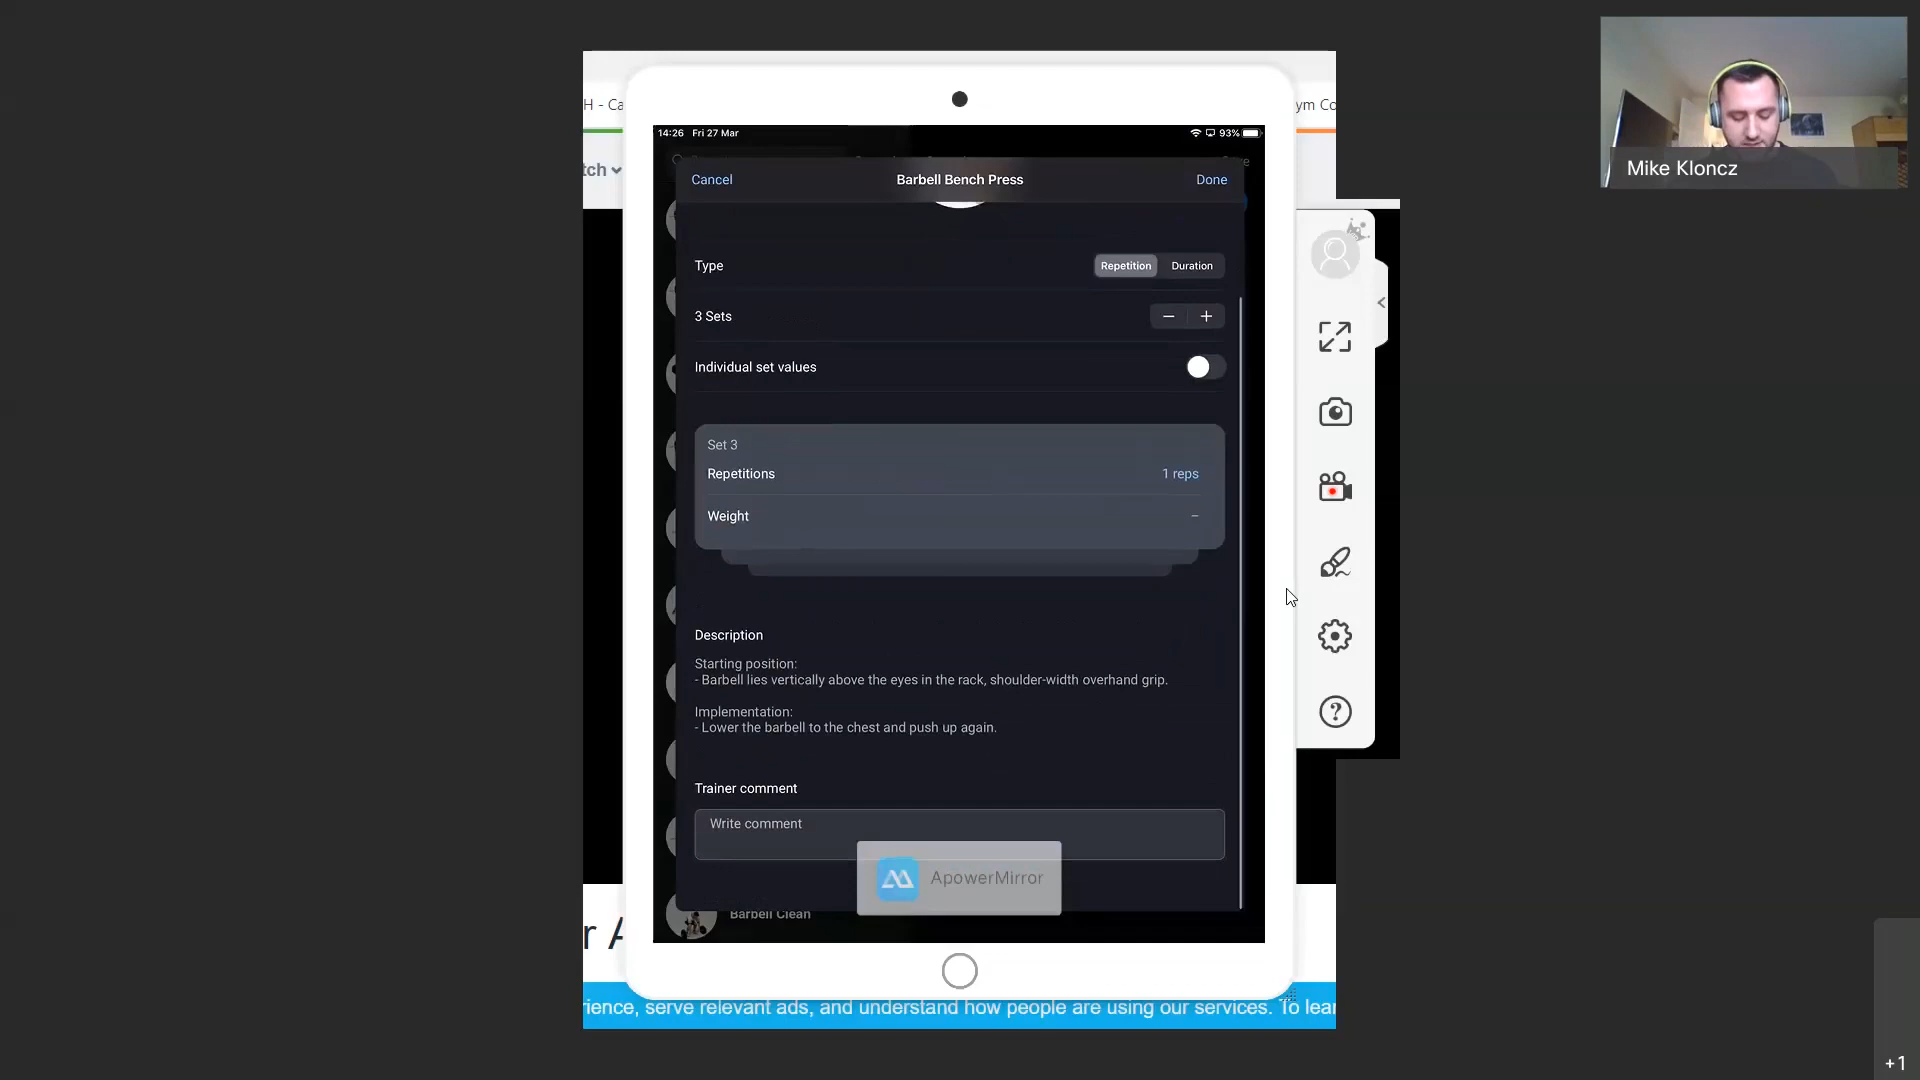 Mike Kloncz
H - Ca
ym Co
tch
14:26 Fri 27 Mar
93%
Cancel
Barbell Bench Press
Done
Type
Repetition
Duration
3 Sets
− +
Individual set values
Set 3
Repetitions
1 reps
Weight
–
Description
Starting position:
- Barbell lies vertically above the eyes in the rack, shoulder-width overhand grip.
Implementation:
- Lower the barbell to the chest and push up again.
Trainer comment
Write comment
ApowerMirror
Barbell Clean
r A
rience, serve relevant ads, and understand how people are using our services. To lear
+1